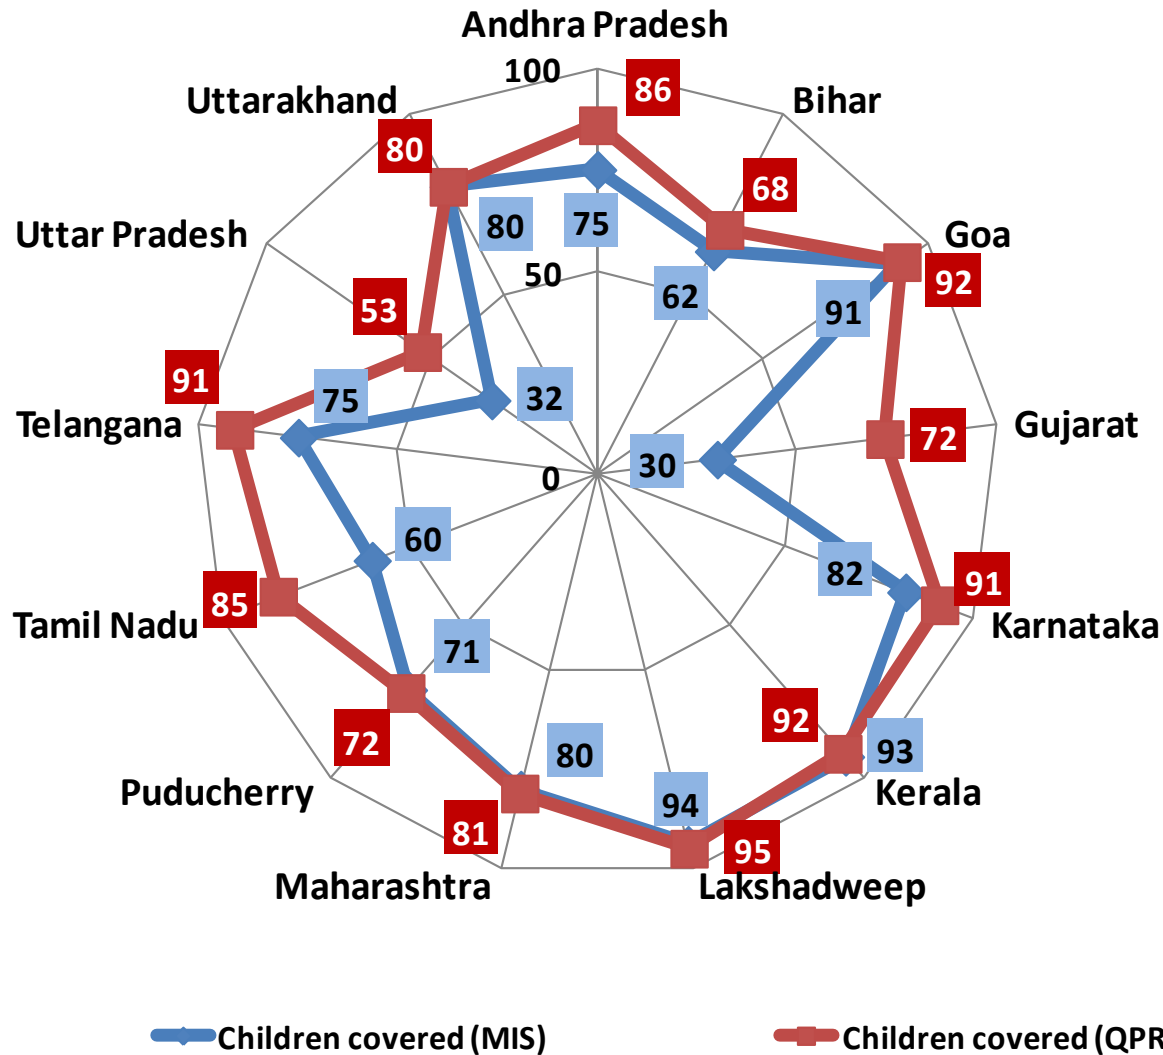 Andhra Pradesh
100
86
Bihar
Uttarakhand
80
68
80
75
Goa
Uttar Pradesh
50
92
62
91
53
91
75
32
Telangana
72
Gujarat
30
0
60
82
91
85
Tamil Nadu
Karnataka
71
92
72
80
93
Puducherry
94
Kerala
81
95
Maharashtra
Lakshadweep
Children covered (MIS)
Children covered (QPR